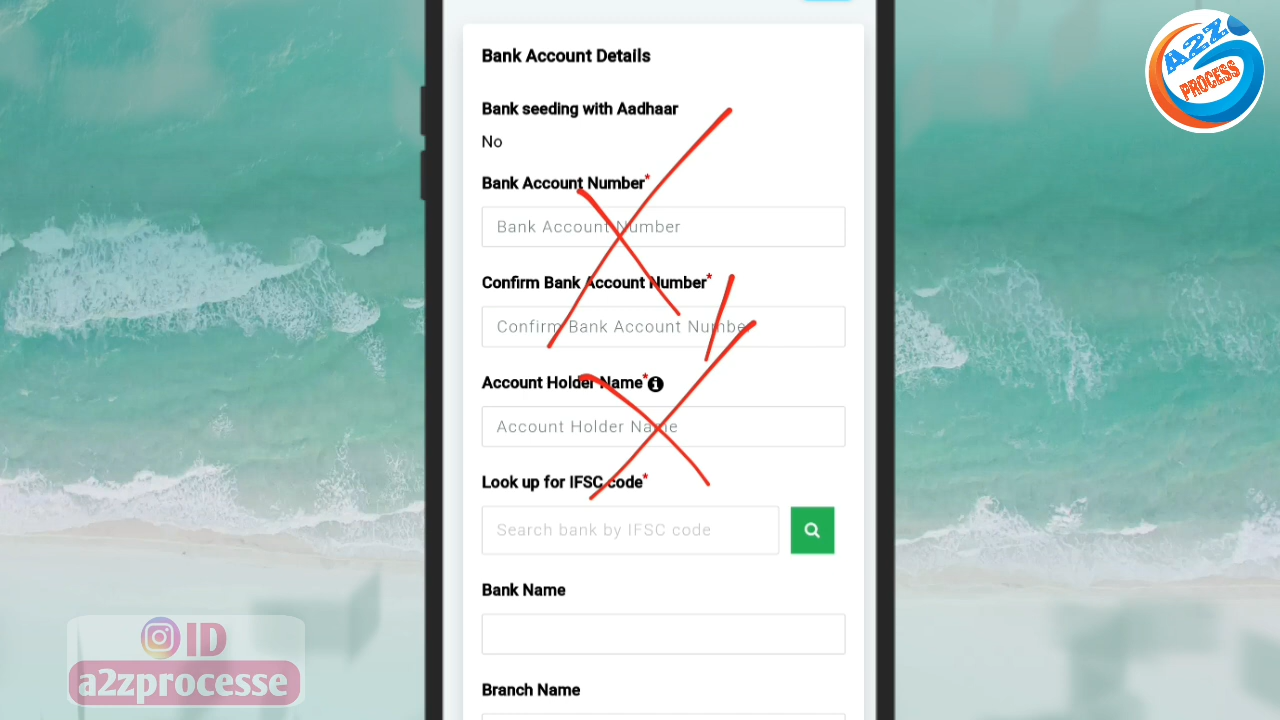 Bank Account Details
Bank seeding with Aadhaar
No
Bank Account Number*
Bank Account Number
Confirm Bank Account Number*
Confirm Bank Account Number
Account Holder Name*
Account Holder Name
Look up for IFSC code*
Search bank by IFSC code
Bank Name
Branch Name
A2Z
PROCESS
ID
a2zprocesse